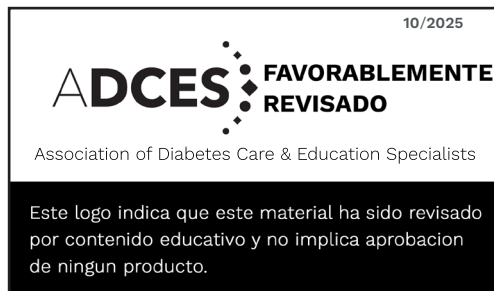 10/2025
ADCES
FAVORABLEMENTE
REVISADO
Association of Diabetes Care & Education Specialists
Este logo indica que este material ha sido revisado
por contenido educativo y no implica aprobacion
de ningun producto.